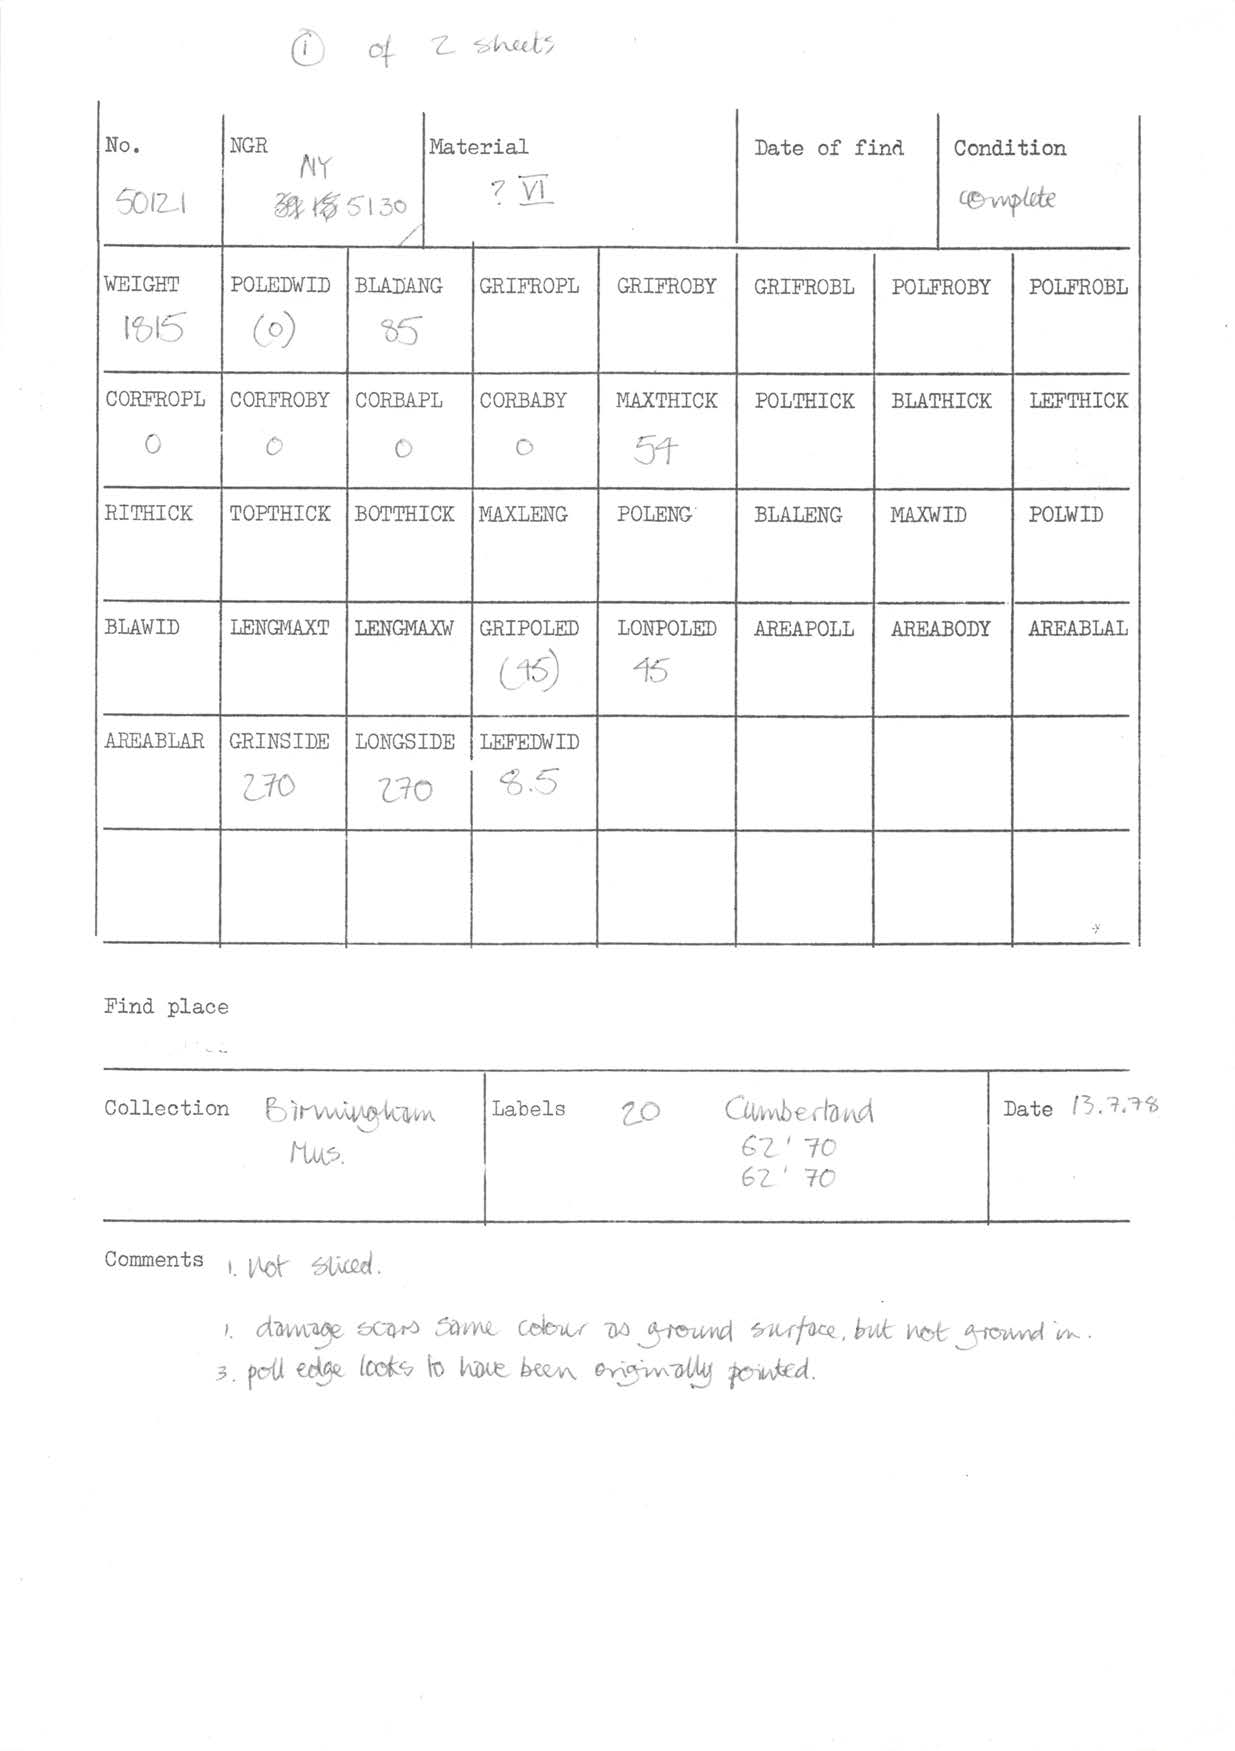 ① of 2 sheets
No. NGR Material Date of find Condition
NY
50121 5130 ? VI complete
WEIGHT POLEDWID BLADANG GRIFROPL GRIFROBY GRIFROBL POLFROBY POLFROBL
1815 (0) 85
CORFROPL CORFROBY CORBAPL CORBABY MAXTHICK POLTHICK BLATHICK LEFTHICK
0 0 0 0 54
RITHICK TOPTHICK BOTTHICK MAXLENG POLENG BLALENG MAXWID POLWID
BLAWID LENGMAXT LENGMAXW GRIPOLED LONPOLED AREAPOLL AREABODY AREABLAL
(45) 45
AREABLAR GRINSIDE LONGSIDE LEFEDWID
270 270 8.5
Find place
Collection Birmingham Labels 20 Cumberland Date 13.7.78
Mus. 62'70
62'70
Comments 1. Not sliced.
1. damage scars same colour as ground surface, but not ground in.
3. poll edge looks to have been originally pointed.